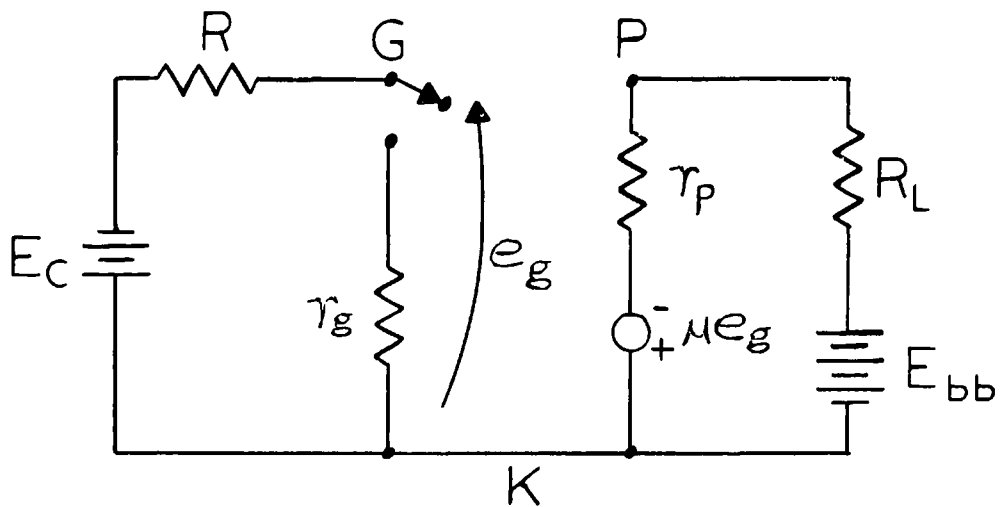 R
G
P
E_C
r_g
e_g
r_p
R_L
- + μe_g
E_bb
K